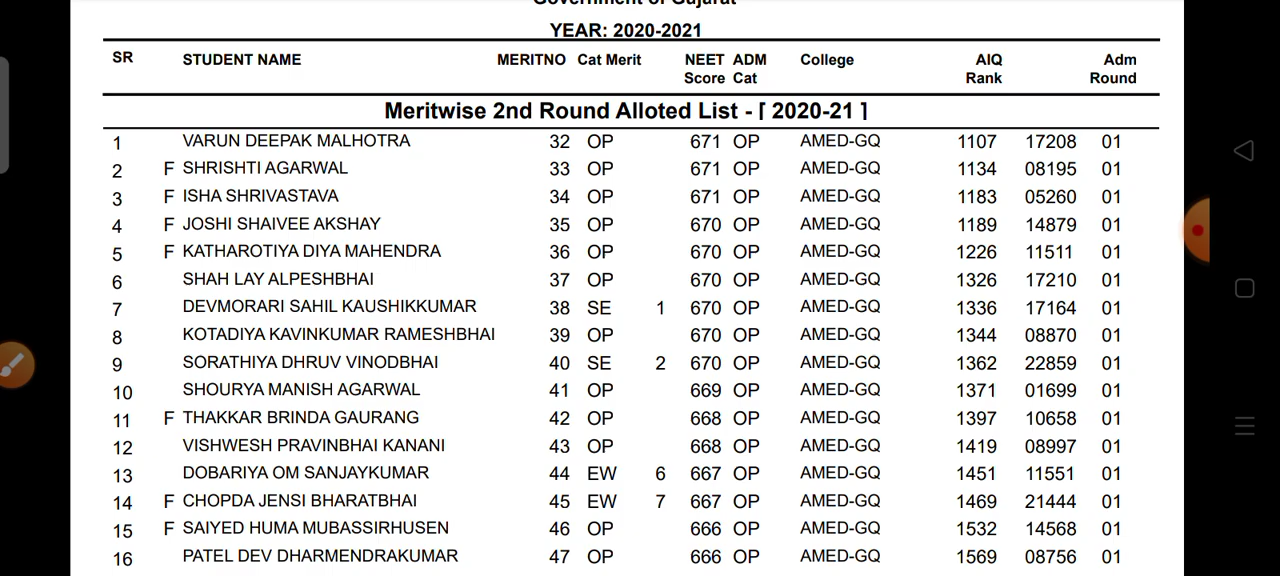 Government of Gujarat
YEAR: 2020-2021
SR STUDENT NAME MERITNO Cat Merit NEET Score ADM Cat College AIQ Rank Adm Round
Meritwise 2nd Round Alloted List - [ 2020-21 ]
1 VARUN DEEPAK MALHOTRA 32 OP 671 OP AMED-GQ 1107 17208 01
2 F SHRISHTI AGARWAL 33 OP 671 OP AMED-GQ 1134 08195 01
3 F ISHA SHRIVASTAVA 34 OP 671 OP AMED-GQ 1183 05260 01
4 F JOSHI SHAIVEE AKSHAY 35 OP 670 OP AMED-GQ 1189 14879 01
5 F KATHAROTIYA DIYA MAHENDRA 36 OP 670 OP AMED-GQ 1226 11511 01
6 SHAH LAY ALPESHBHAI 37 OP 670 OP AMED-GQ 1326 17210 01
7 DEVMORARI SAHIL KAUSHIKKUMAR 38 SE 1 670 OP AMED-GQ 1336 17164 01
8 KOTADIYA KAVINKUMAR RAMESHBHAI 39 OP 670 OP AMED-GQ 1344 08870 01
9 SORATHIYA DHRUV VINODBHAI 40 SE 2 670 OP AMED-GQ 1362 22859 01
10 SHOURYA MANISH AGARWAL 41 OP 669 OP AMED-GQ 1371 01699 01
11 F THAKKAR BRINDA GAURANG 42 OP 668 OP AMED-GQ 1397 10658 01
12 VISHWESH PRAVINBHAI KANANI 43 OP 668 OP AMED-GQ 1419 08997 01
13 DOBARIYA OM SANJAYKUMAR 44 EW 6 667 OP AMED-GQ 1451 11551 01
14 F CHOPDA JENSI BHARATBHAI 45 EW 7 667 OP AMED-GQ 1469 21444 01
15 F SAIYED HUMA MUBASSIRHUSEN 46 OP 666 OP AMED-GQ 1532 14568 01
16 PATEL DEV DHARMENDRAKUMAR 47 OP 666 OP AMED-GQ 1569 08756 01